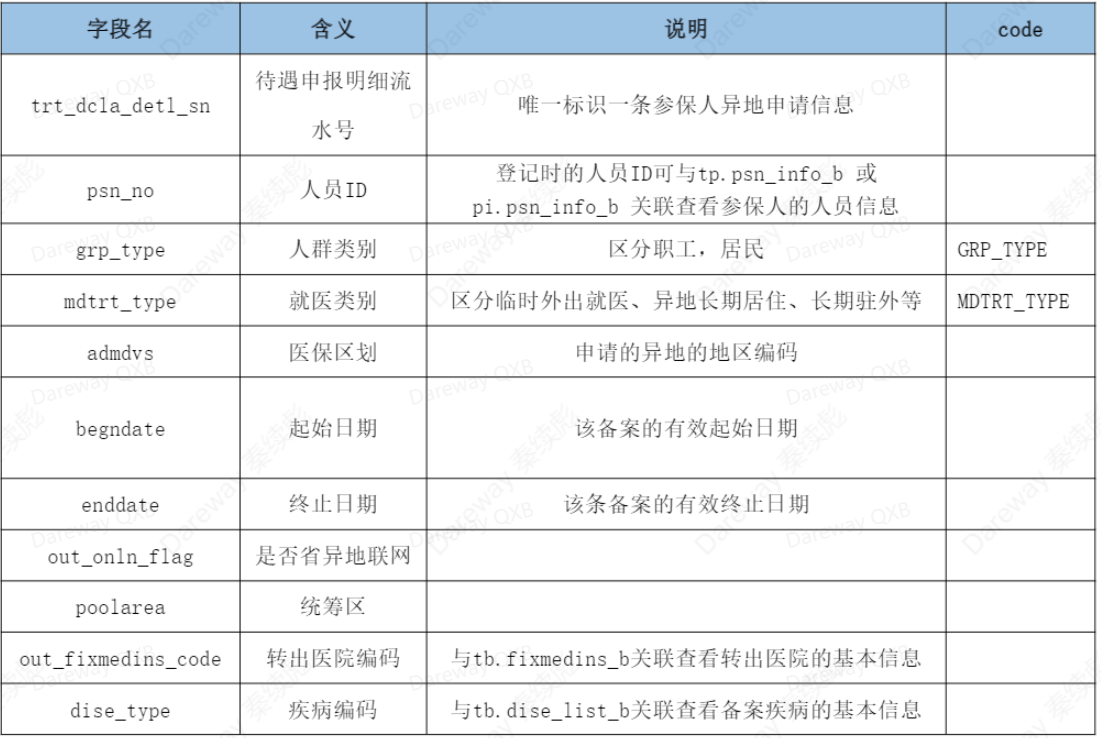 字段名 含义 说明 code
trt_dcla_detl_sn 待遇申报明细流水号 唯一标识一条参保人异地申请信息
psn_no 人员ID 登记时的人员ID可与tp.psn_info_b 或
pi.psn_info_b 关联查看参保人的人员信息
grp_type 人群类别 区分职工，居民 GRP_TYPE
mdtrt_type 就医类别 区分临时外出就医、异地长期居住、长期驻外等 MDTRT_TYPE
admdvs 医保区划 申请的异地的地区编码
begndate 起始日期 该备案的有效起始日期
enddate 终止日期 该条备案的有效终止日期
out_onln_flag 是否省异地联网
poolarea 统筹区
out_fixmedins_code 转出医院编码 与tb.fixmedins_b关联查看转出医院的基本信息
dise_type 疾病编码 与tb.dise_list_b关联查看备案疾病的基本信息
Dareway QXB
Dareway 秦续彪